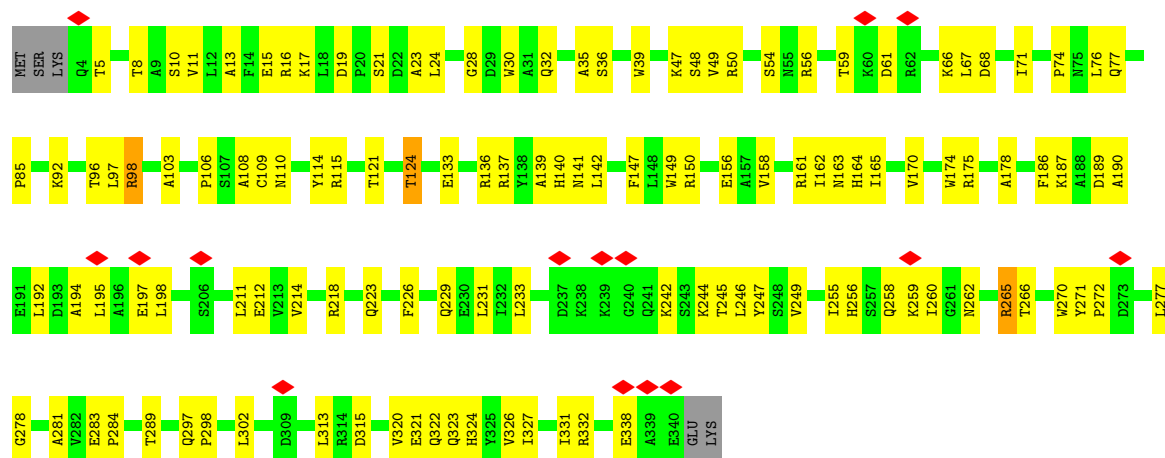 MET SER LYS Q4 T5 T8 A9 S10 V11 L12 A13 F14 E15 R16 K17 L18 D19 P20 S21 D22 A23 L24 G28 D29 W30 A31 Q32 A35 S36 W39 K47 S48 V49 R50 S54 N55 R56 T59 K60 D61 R62 K66 L67 D68 I71 P74 N75 L76 Q77
P85 K92 T96 L97 R98 A103 P106 S107 A108 C109 N110 Y114 R115 T121 T124 E133 R136 R137 Y138 A139 H140 N141 L142 F147 L148 W149 R150 E156 A157 V158 R161 I162 N163 H164 I165 V170 W174 R175 A178 F186 K187 A188 D189 A190
E191 L192 D193 A194 L195 A196 E197 L198 S206 L211 E212 V213 V214 R218 Q223 F226 Q229 E230 L231 I232 L233 D237 K238 K239 G240 Q241 K242 S243 K244 T245 L246 Y247 S248 V249 I255 H256 S257 Q258 K259 I260 G261 N262 R265 T266 W270 Y271 P272 D273 L277
G278 A281 V282 E283 P284 T289 Q297 P298 L302 D309 L313 R314 D315 V320 E321 Q322 Q323 H324 Y325 V326 I327 I331 R332 E338 A339 E340 GLU LYS